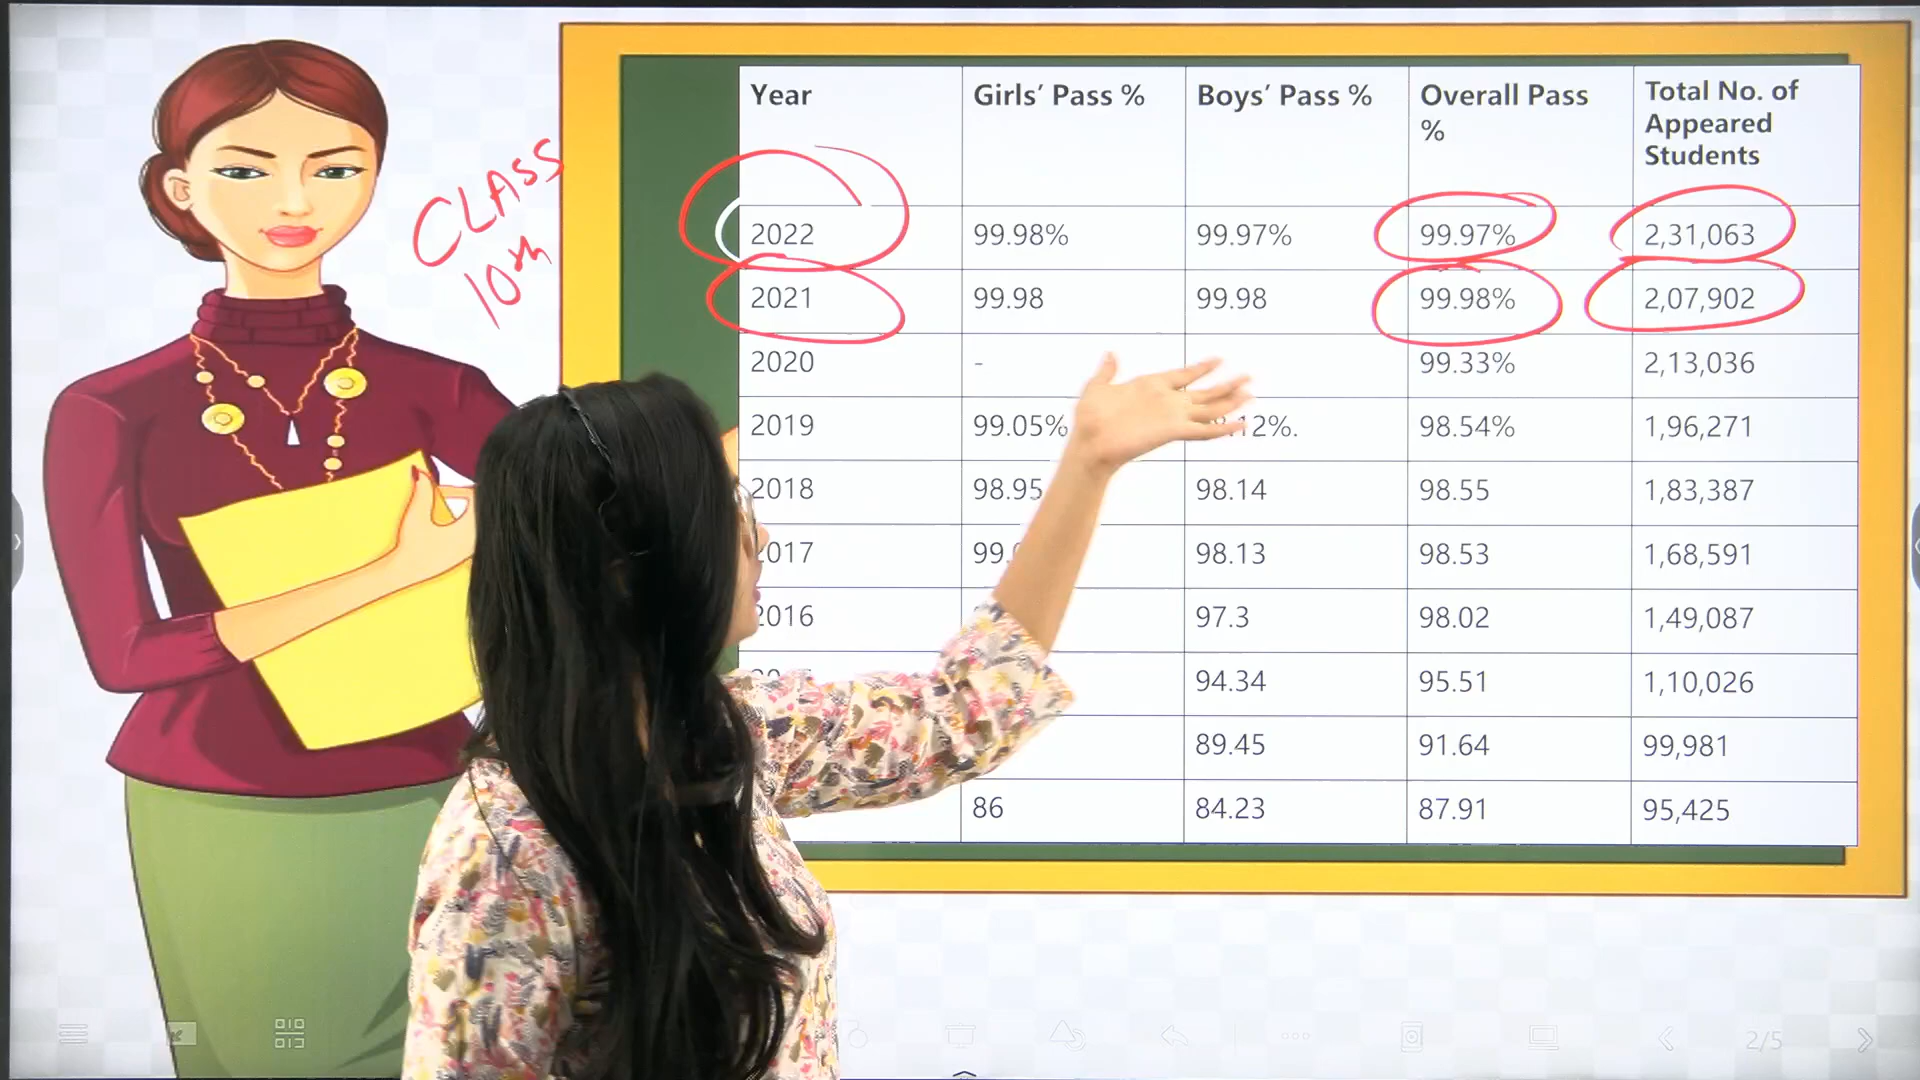 CLASS
10th
Year Girls’ Pass % Boys’ Pass % Overall Pass % Total No. of Appeared Students
2022 99.98% 99.97% 99.97% 2,31,063
2021 99.98 99.98 99.98% 2,07,902
2020 - 99.33% 2,13,036
2019 99.05% 98.54% 1,96,271
2018 98.95 98.14 98.55 1,83,387
2017 98.13 98.53 1,68,591
2016 97.3 98.02 1,49,087
94.34 95.51 1,10,026
89.45 91.64 99,981
86 84.23 87.91 95,425
2/5